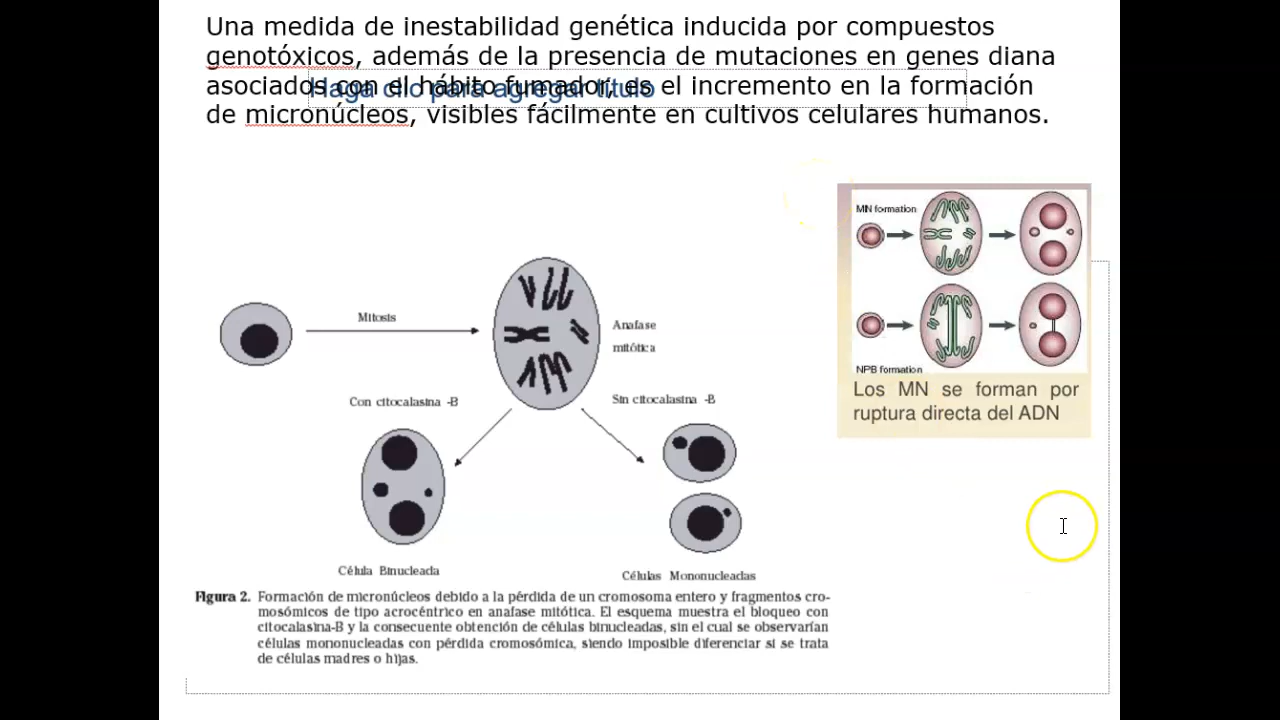 Una medida de inestabilidad genética inducida por compuestos
genotóxicos, además de la presencia de mutaciones en genes diana
asociados con el hábito fumador, es el incremento en la formación
Haga clic para agregar título
de micronúcleos, visibles fácilmente en cultivos celulares humanos.
MN formation
NPB formation
Los MN se forman por
ruptura directa del ADN
Mitosis
Anafase
mitótica
Con citocalasina -B
Sin citocalasina -B
Célula Binucleada
Células Mononucleadas
Figura 2. Formación de micronúcleos debido a la pérdida de un cromosoma entero y fragmentos cro-
mosómicos de tipo acrocéntrico en anafase mitótica. El esquema muestra el bloqueo con
citocalasina-B y la consecuente obtención de células binucleadas, sin el cual se observarían
células mononucleadas con pérdida cromosómica, siendo imposible diferenciar si se trata
de células madres o hijas.